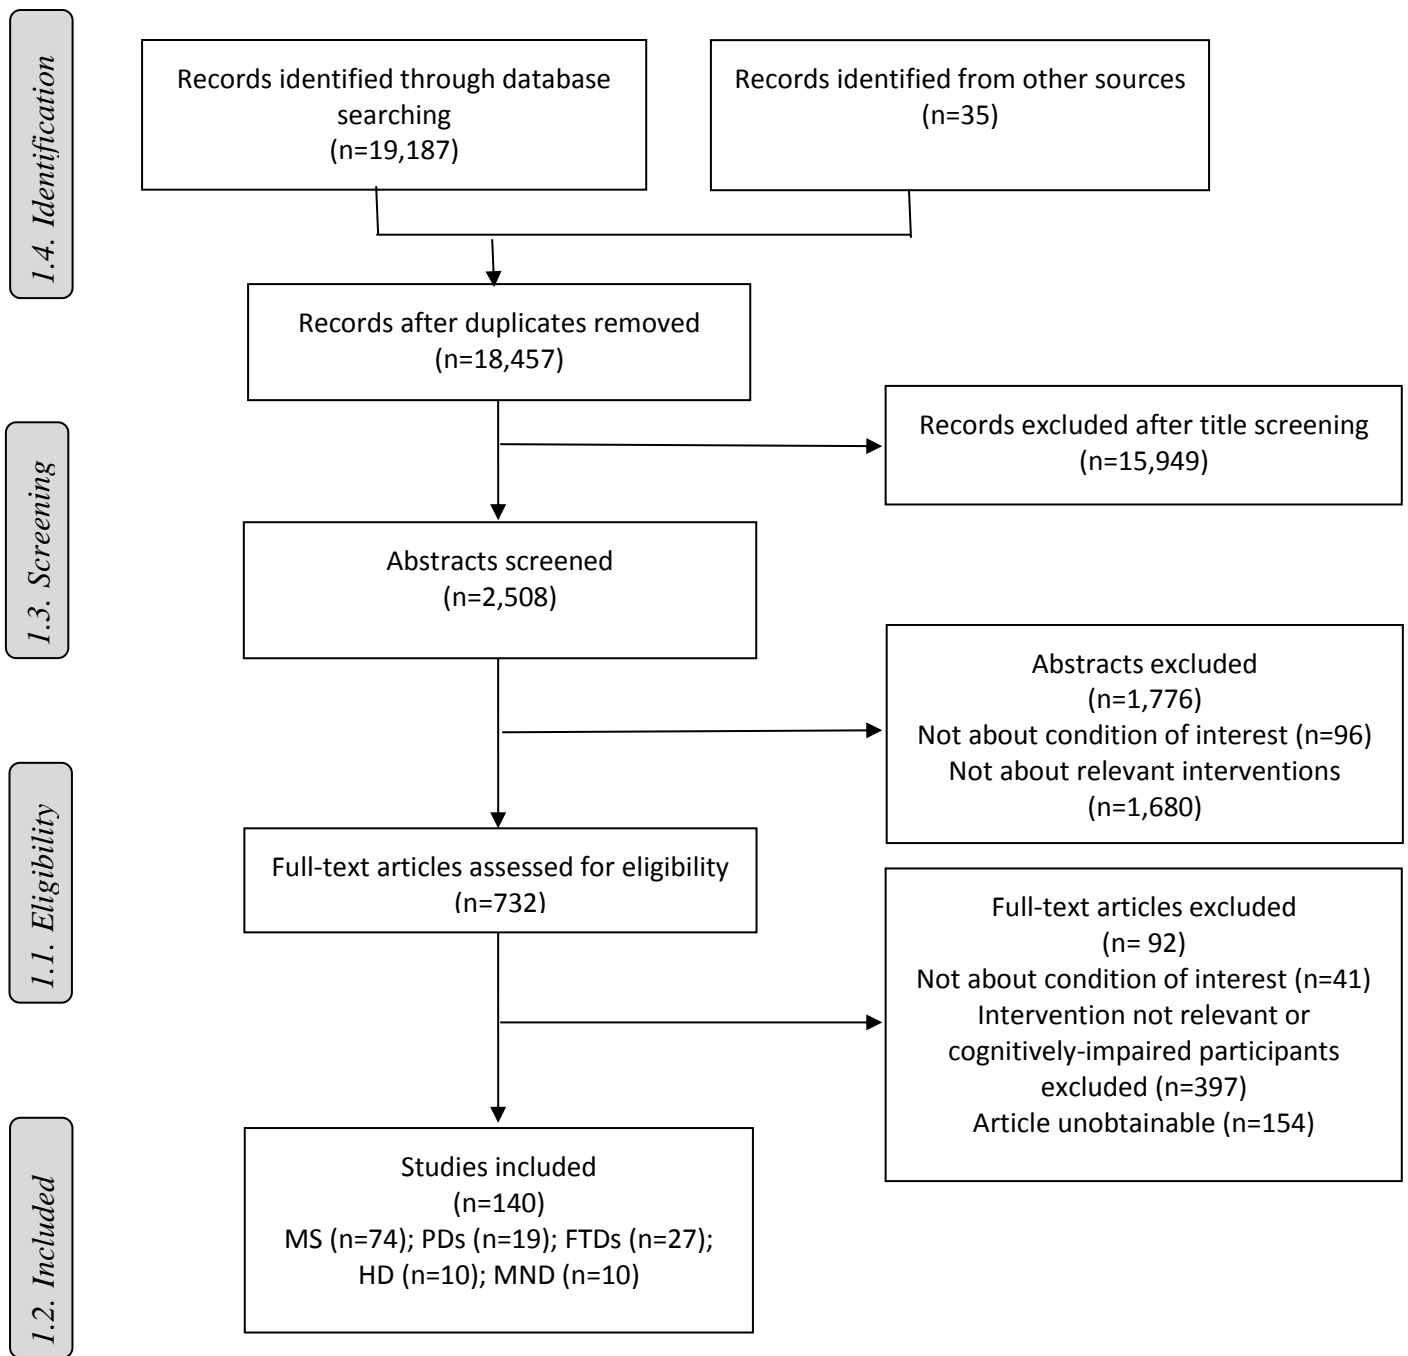 1.4. Identification
Records identified through database
searching
(n=19,187)
Records identified from other sources
(n=35)
Records after duplicates removed
(n=18,457)
Records excluded after title screening
(n=15,949)
1.3. Screening
Abstracts screened
(n=2,508)
Abstracts excluded
(n=1,776)
Not about condition of interest (n=96)
Not about relevant interventions
(n=1,680)
1.1. Eligibility
Full-text articles assessed for eligibility
(n=732)
Full-text articles excluded
(n= 92)
Not about condition of interest (n=41)
Intervention not relevant or
cognitively-impaired participants
excluded (n=397)
Article unobtainable (n=154)
1.2. Included
Studies included
(n=140)
MS (n=74); PDs (n=19); FTDs (n=27);
HD (n=10); MND (n=10)